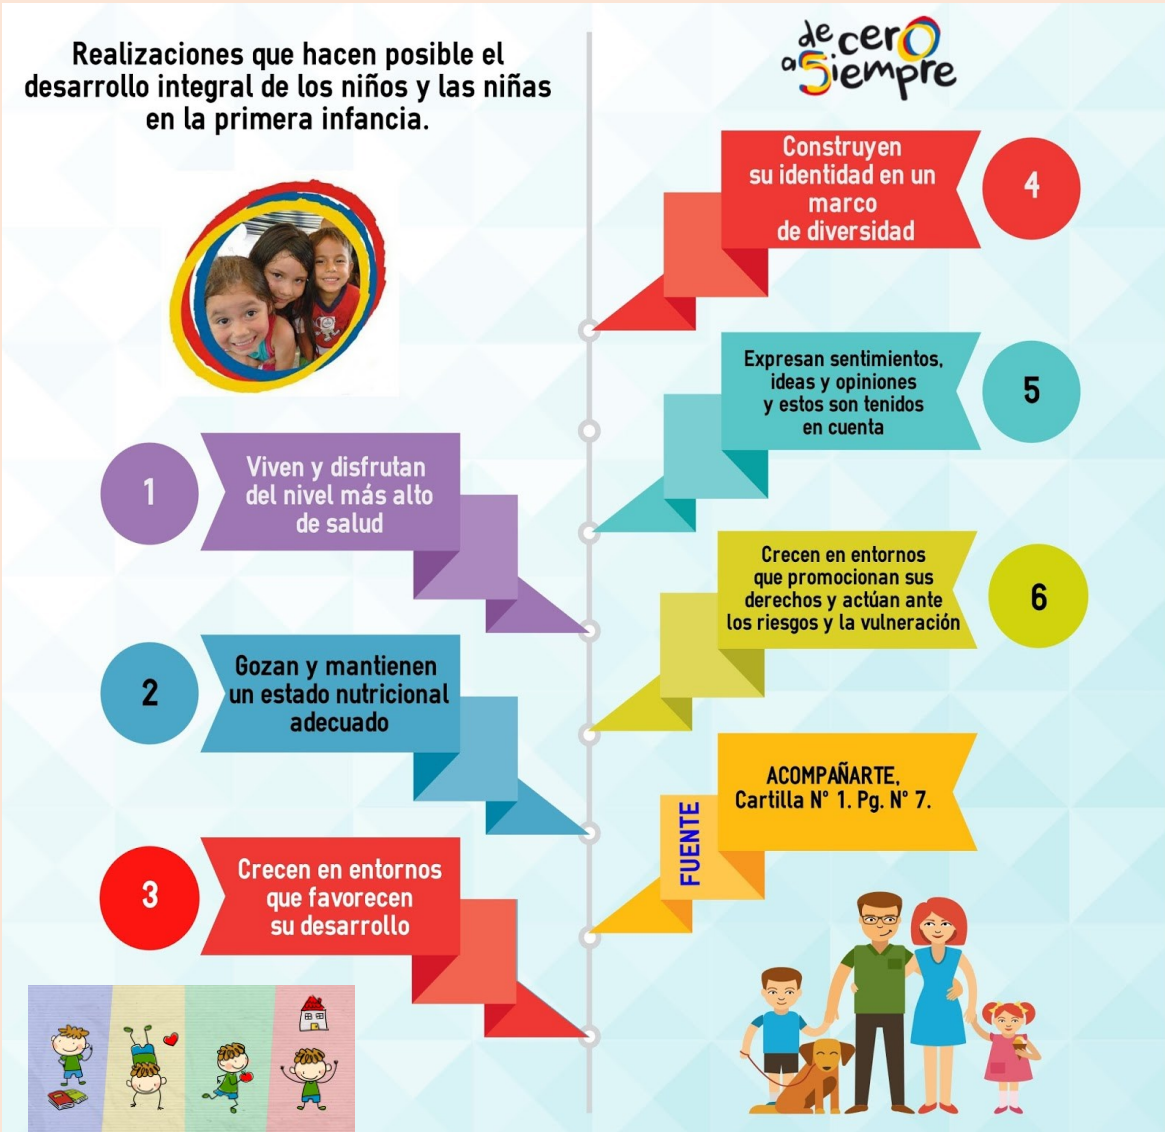 Realizaciones que hacen posible el
desarrollo integral de los niños y las niñas
en la primera infancia.
de cero
a Siempre
1
Viven y disfrutan
del nivel más alto
de salud
2
Gozan y mantienen
un estado nutricional
adecuado
3
Crecen en entornos
que favorecen
su desarrollo
Construyen
su identidad en un
marco
de diversidad
4
Expresan sentimientos,
ideas y opiniones
y estos son tenidos
en cuenta
5
Crecen en entornos
que promocionan sus
derechos y actúan ante
los riesgos y la vulneración
6
FUENTE
ACOMPAÑARTE,
Cartilla N° 1. Pg. N° 7.